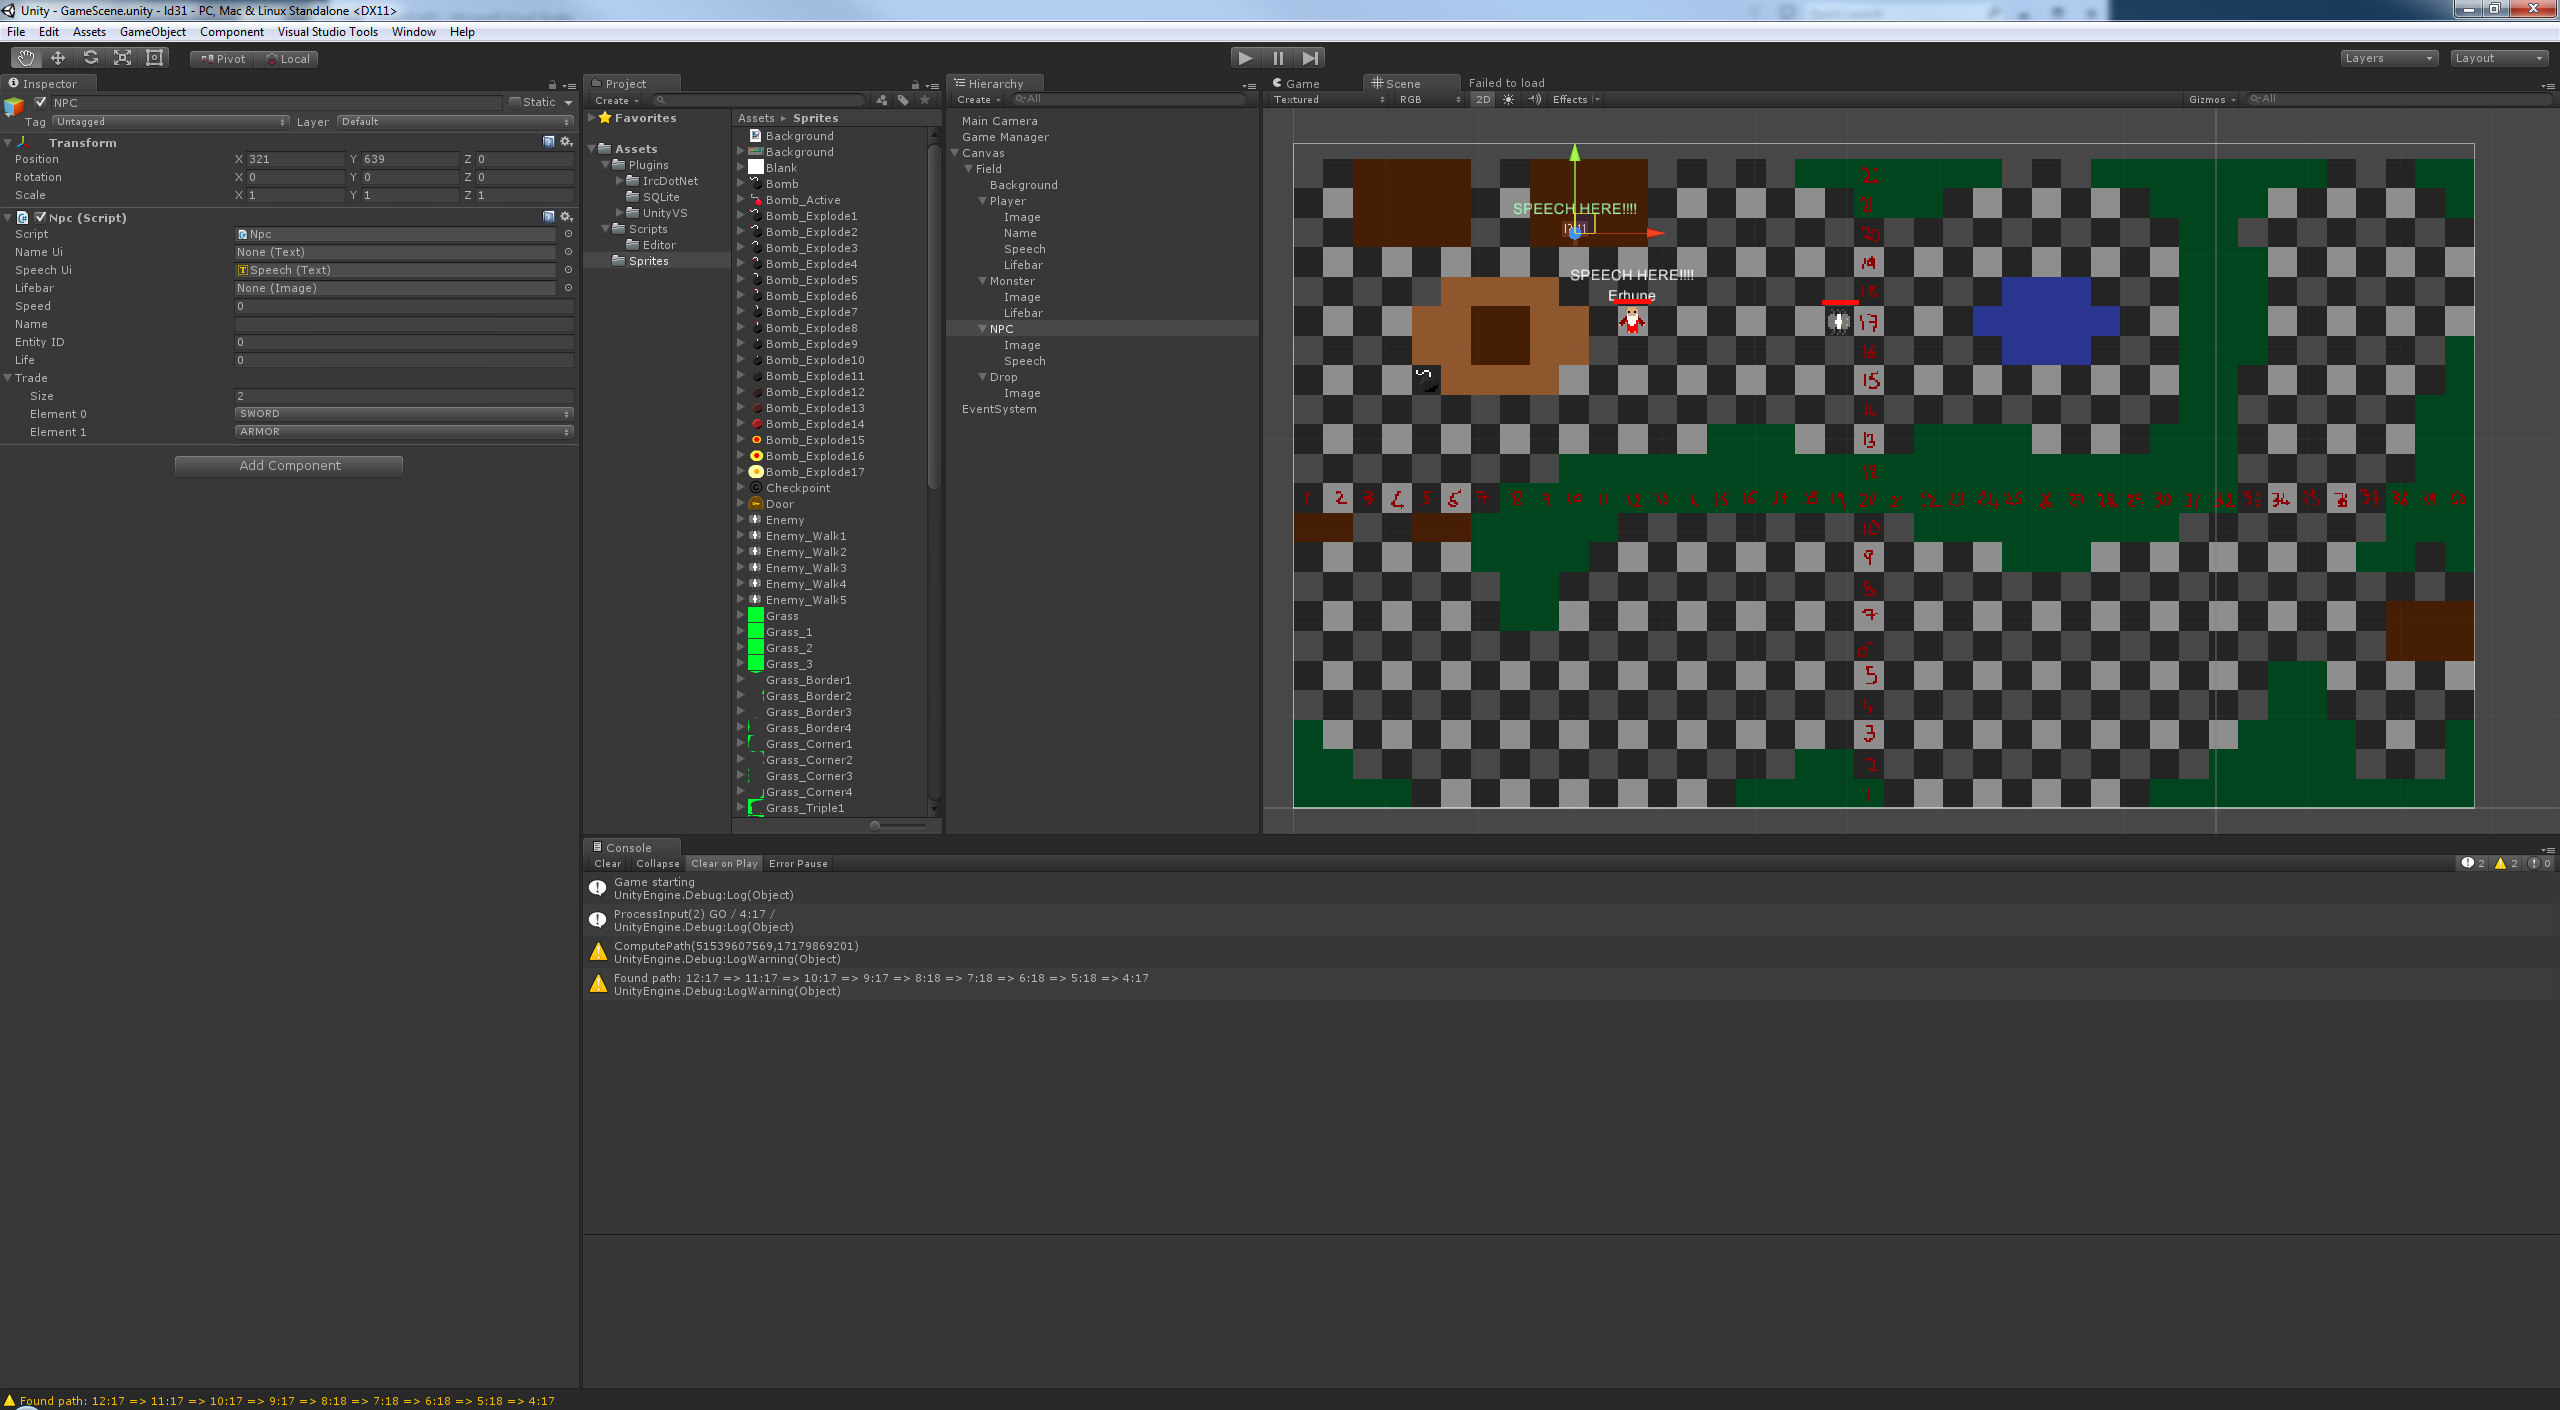 Unity - GameScene.unity - ld31 - PC, Mac & Linux Standalone <DX11>
File Edit Assets GameObject Component Visual Studio Tools Window Help
Pivot Local
Layers Layout
Inspector
NPC Static
Tag Untagged Layer Default
Transform
Position X 321 Y 639 Z 0
Rotation X 0 Y 0 Z 0
Scale X 1 Y 1 Z 1
Npc (Script)
Script Npc
Name Ui None (Text)
Speech Ui Speech (Text)
Lifebar None (Image)
Speed 0
Name
Entity ID 0
Life 0
Trade
Size 2
Element 0 SWORD
Element 1 ARMOR
Add Component
Project
Create
Favorites
Assets
Plugins
IrcDotNet
SQLite
UnityVS
Scripts
Editor
Sprites
Assets Sprites
Background
Background
Blank
Bomb
Bomb_Active
Bomb_Explode1
Bomb_Explode2
Bomb_Explode3
Bomb_Explode4
Bomb_Explode5
Bomb_Explode6
Bomb_Explode7
Bomb_Explode8
Bomb_Explode9
Bomb_Explode10
Bomb_Explode11
Bomb_Explode12
Bomb_Explode13
Bomb_Explode14
Bomb_Explode15
Bomb_Explode16
Bomb_Explode17
Checkpoint
Door
Enemy
Enemy_Walk1
Enemy_Walk2
Enemy_Walk3
Enemy_Walk4
Enemy_Walk5
Grass
Grass_1
Grass_2
Grass_3
Grass_Border1
Grass_Border2
Grass_Border3
Grass_Border4
Grass_Corner1
Grass_Corner2
Grass_Corner3
Grass_Corner4
Grass_Triple1
Hierarchy
Create All
Main Camera
Game Manager
Canvas
Field
Background
Player
Image
Name
Speech
Lifebar
Monster
Image
Lifebar
NPC
Image
Speech
Drop
Image
EventSystem
Game Scene Failed to load
Textured RGB 2D Effects Gizmos All
SPEECH HERE!!!!
SPEECH HERE!!!!
Erhune
21
20
19
18
17
16
15
14
13
12
1 2 3 4 5 6 7 8 9 10 11 12 13 14 15 16 17 18 19 20 21 22 23 24 25 26 27 28 29 30 31 32 33 34 35 36 37 38 39
10
9
8
7
6
5
4
3
2
1
Console
Clear Collapse Clear on Play Error Pause 2 2 0
Game starting
UnityEngine.Debug:Log(Object)
ProcessInput(2) GO / 4:17 /
UnityEngine.Debug:Log(Object)
ComputePath(51539607569,17179869201)
UnityEngine.Debug:LogWarning(Object)
Found path: 12:17 => 11:17 => 10:17 => 9:17 => 8:18 => 7:18 => 6:18 => 5:18 => 4:17
UnityEngine.Debug:LogWarning(Object)
Found path: 12:17 => 11:17 => 10:17 => 9:17 => 8:18 => 7:18 => 6:18 => 5:18 => 4:17